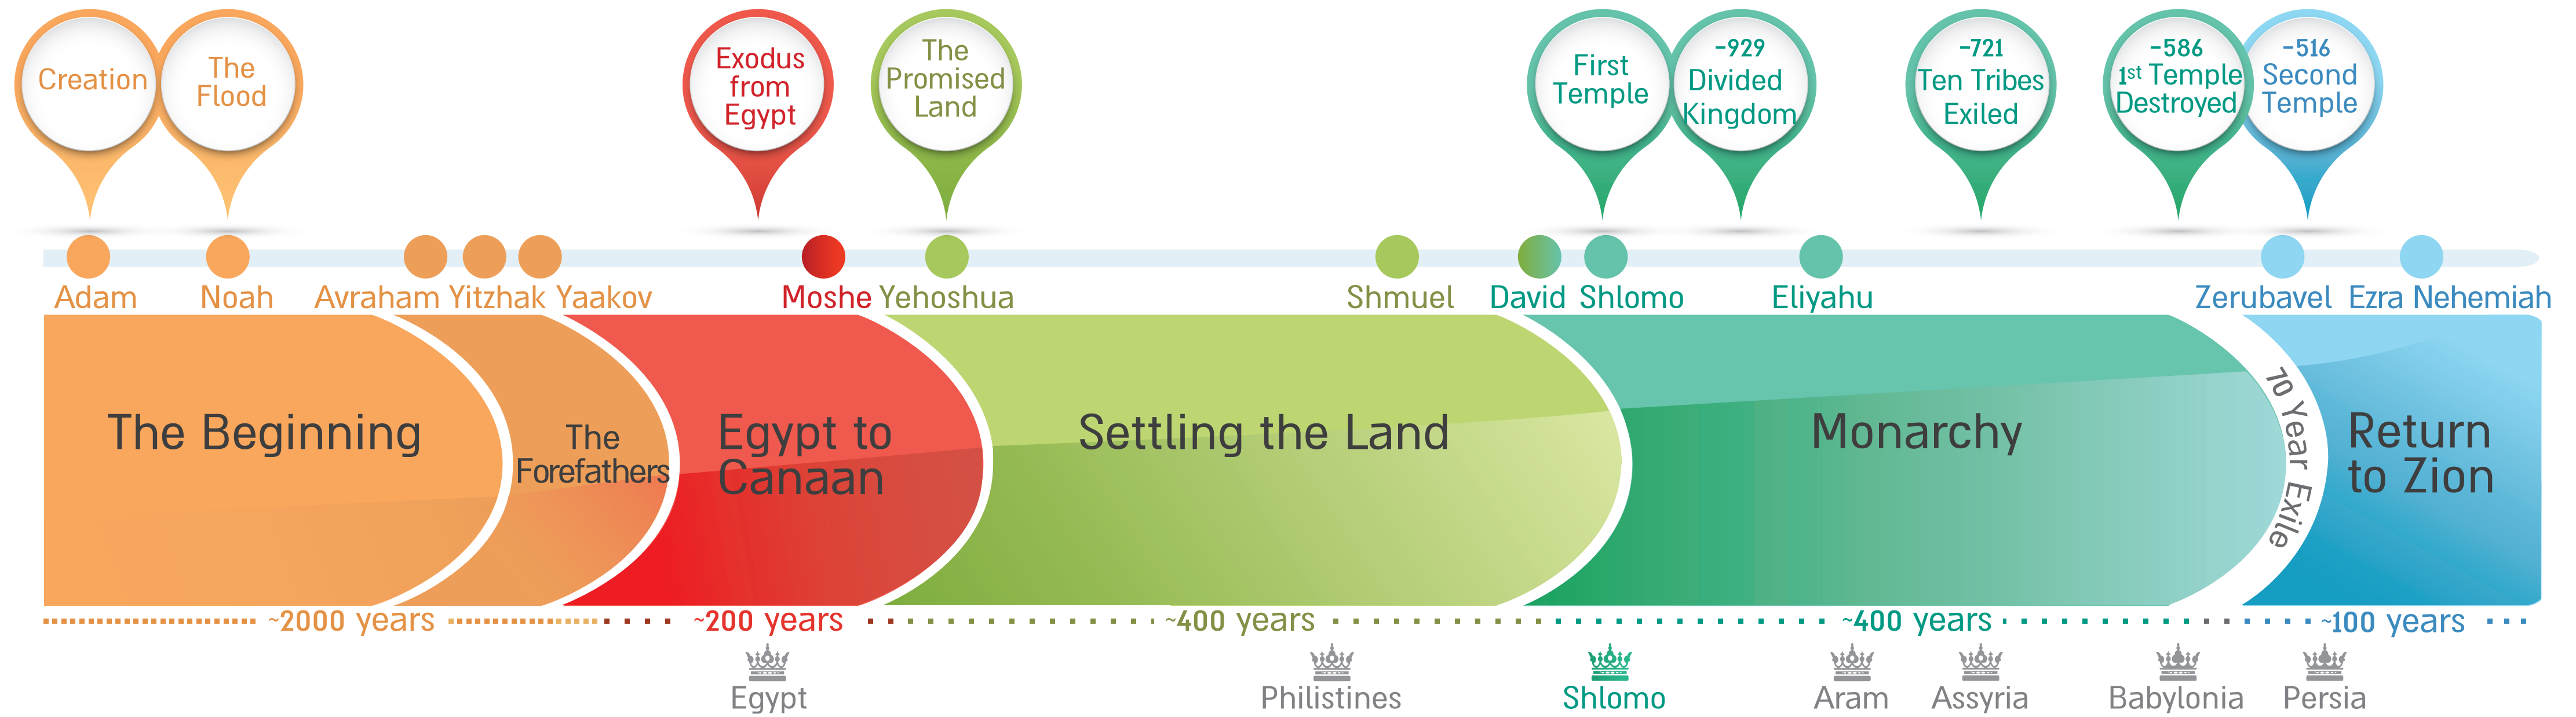 Creation
The
Flood
Exodus
from
Egypt
The
Promised
Land
First
Temple
-929
Divided
Kingdom
-721
Ten Tribes
Exiled
-586
1st Temple
Destroyed
-516
Second
Temple
Adam
Noah
Avraham
Yitzhak
Yaakov
Moshe
Yehoshua
Shmuel
David
Shlomo
Eliyahu
Zerubavel
Ezra Nehemiah
The Beginning
The
Forefathers
Egypt to
Canaan
Settling the Land
Monarchy
70 Year Exile
Return
to Zion
~2000 years
~200 years
~400 years
~400 years
~100 years
Egypt
Philistines
Shlomo
Aram
Assyria
Babylonia
Persia